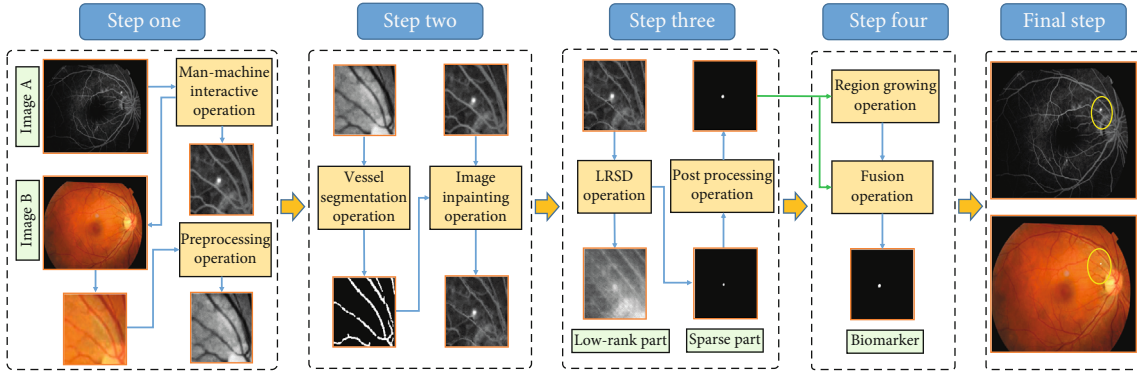 Step one
Step two
Step three
Step four
Final step
Image A
Man-machine
interactive
operation
Image B
Preprocessing
operation
Vessel
segmentation
operation
Image
inpainting
operation
LRSD
operation
Post processing
operation
Low-rank part
Sparse part
Region growing
operation
Fusion
operation
Biomarker